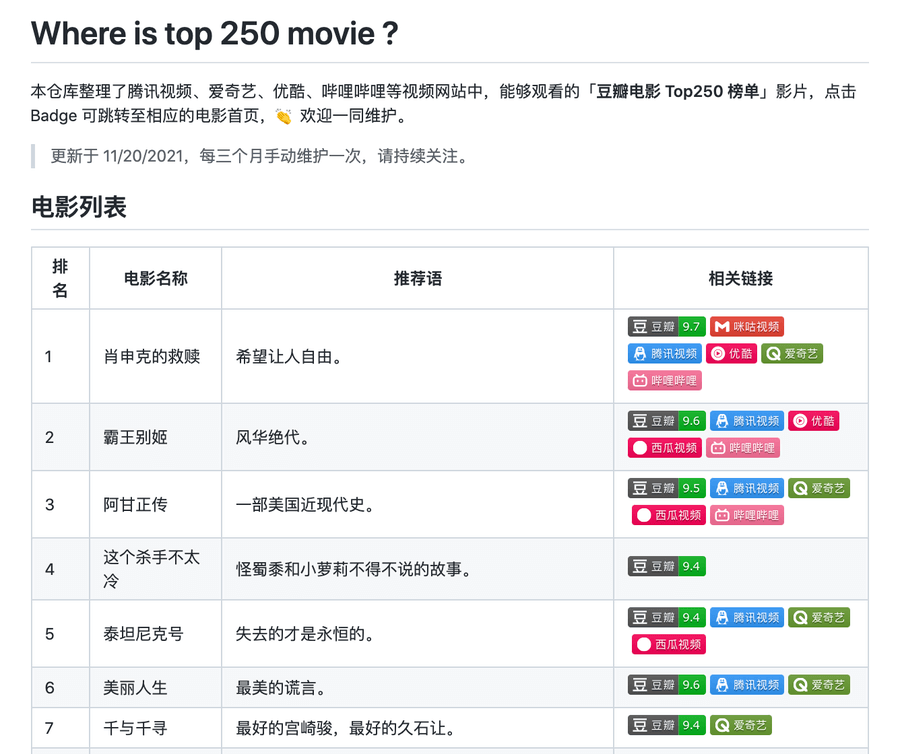 Where is top 250 movie ?
本仓库整理了腾讯视频、爱奇艺、优酷、哔哩哔哩等视频网站中，能够观看的「豆瓣电影 Top250 榜单」影片，点击
Badge 可跳转至相应的电影首页，👏 欢迎一同维护。
更新于 11/20/2021，每三个月手动维护一次，请持续关注。
电影列表
排
名
电影名称
推荐语
相关链接
1
肖申克的救赎
希望让人自由。
豆 豆瓣 9.7 咪咕视频
腾讯视频 优酷 爱奇艺
哔哩哔哩
2
霸王别姬
风华绝代。
豆 豆瓣 9.6 腾讯视频 优酷
西瓜视频 哔哩哔哩
3
阿甘正传
一部美国近现代史。
豆 豆瓣 9.5 腾讯视频 爱奇艺
西瓜视频 哔哩哔哩
4
这个杀手不太
冷
怪蜀黍和小萝莉不得不说的故事。
豆 豆瓣 9.4
5
泰坦尼克号
失去的才是永恒的。
豆 豆瓣 9.4 腾讯视频 爱奇艺
西瓜视频
6
美丽人生
最美的谎言。
豆 豆瓣 9.6 腾讯视频 爱奇艺
7
千与千寻
最好的宫崎骏，最好的久石让。
豆 豆瓣 9.4 爱奇艺